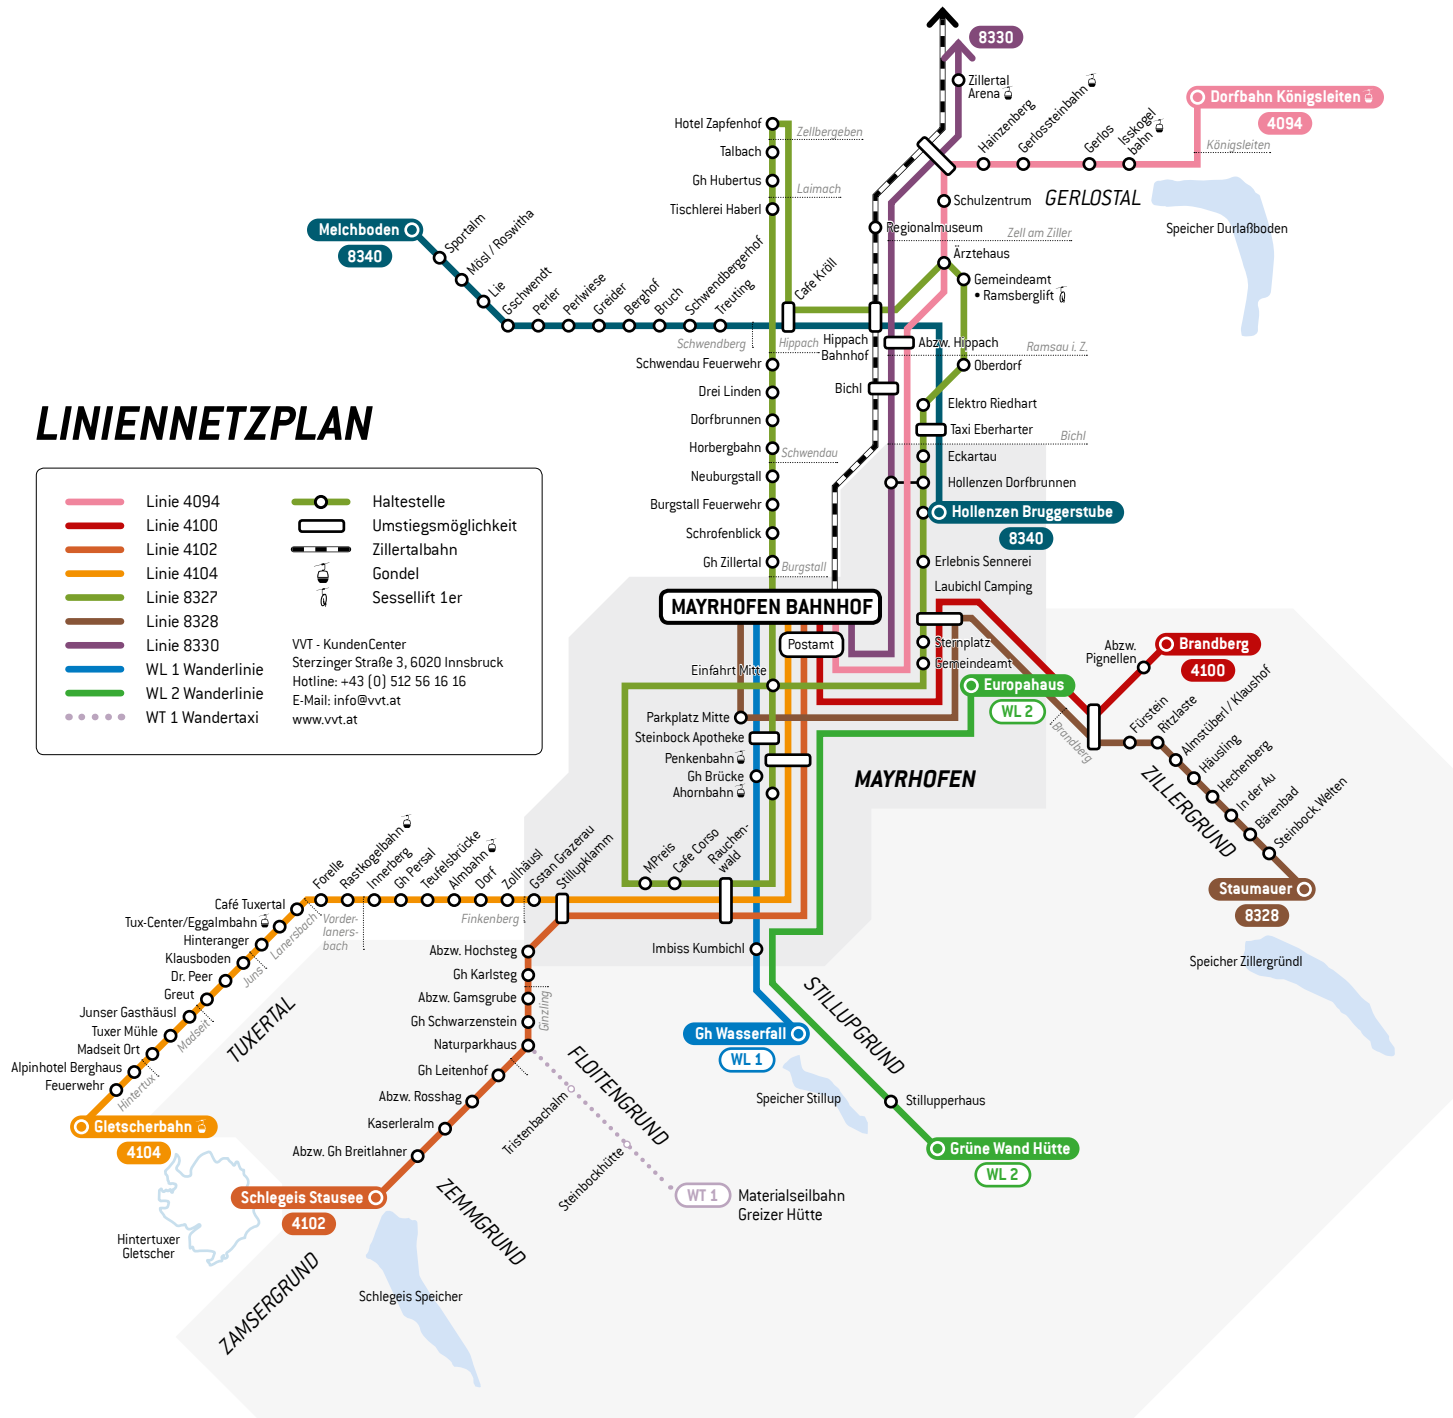 8330
Zillertal
Arena
Dorfbahn Königsleiten
4094
Hainzenberg
Gerlossteinbahn
Gerlos
Isskogel
bahn
Königsleiten
Hotel Zapfenhof
Zellbergeben
Talbach
Gh Hubertus
Laimach
Tischlerei Haberl
Schulzentrum
GERLOSTAL
Regionalmuseum
Zell am Ziller
Speicher Durlaßboden
Melchboden
8340
Sportalm
Mösl / Roswitha
Lie
Gschwendt
Perler
Perlwiese
Greider
Berghof
Bruch
Schwendbergerhof
Treuting
Cafe Kröll
Ärztehaus
Gemeindeamt
• Ramsberglift
Schwendberg
Hippach
Hippach
Bahnhof
Abzw. Hippach
Ramsau i. Z.
Schwendau Feuerwehr
Oberdorf
Drei Linden
Bichl
Elektro Riedhart
Dorfbrunnen
Taxi Eberharter
Bichl
Horbergbahn
Schwendau
Eckartau
Neuburgstall
Hollenzen Dorfbrunnen
Burgstall Feuerwehr
Hollenzen Bruggerstube
8340
Schrofenblick
Gh Zillertal
Burgstall
Erlebnis Sennerei
Laubichl Camping
LINIENNETZPLAN
Linie 4094
Linie 4100
Linie 4102
Linie 4104
Linie 8327
Linie 8328
Linie 8330
WL 1 Wanderlinie
WL 2 Wanderlinie
WT 1 Wandertaxi
Haltestelle
Umstiegsmöglichkeit
Zillertalbahn
Gondel
Sessellift 1er
VVT - KundenCenter
Sterzinger Straße 3, 6020 Innsbruck
Hotline: +43 (0) 512 56 16 16
E-Mail: info@vvt.at
www.vvt.at
MAYRHOFEN BAHNHOF
Postamt
Sternplatz
Gemeindeamt
Einfahrt Mitte
Europahaus
WL 2
Abzw.
Pignellen
Brandberg
4100
Brandberg
Parkplatz Mitte
Steinbock Apotheke
Penkenbahn
Gh Brücke
Ahornbahn
MAYRHOFEN
Fürstein
Ritzlaste
Almstüberl / Klaushof
Häusling
Hechenberg
In der Au
Bärenbad
Steinbock Welten
ZILLERGRUND
Staumauer
8328
Speicher Zillergründl
MPreis
Cafe Corso
Rauchen-
wald
Forelle
Rastkogelbahn
Innerberg
Gh Persal
Teufelsbrücke
Almbahn
Dorf
Zollhäusl
Gstan Grazerau
Stillupklamm
Café Tuxertal
Tux-Center/Eggalmbahn
Hinteranger
Klausboden
Dr. Peer
Greut
Junser Gasthäusl
Tuxer Mühle
Madseit Ort
Alpinhotel Berghaus
Feuerwehr
Gletscherbahn
4104
Lanersbach
Vorder-
laners-
bach
Finkenberg
Juns
Madseit
Hintertux
TUXERTAL
Abzw. Hochsteg
Gh Karlsteg
Abzw. Gamsgrube
Gh Schwarzenstein
Ginzling
Naturparkhaus
Gh Leitenhof
Abzw. Rosshag
Kaserleralm
Abzw. Gh Breitlahner
Schlegeis Stausee
4102
Imbiss Kumbichl
Gh Wasserfall
WL 1
STILLUPGRUND
Speicher Stillup
Stillupperhaus
Grüne Wand Hütte
WL 2
FLOITENGRUND
Tristenbachalm
Steinbockhütte
WT 1
Materialseilbahn
Greizer Hütte
ZEMMGRUND
Hintertuxer
Gletscher
ZAMSERGRUND
Schlegeis Speicher